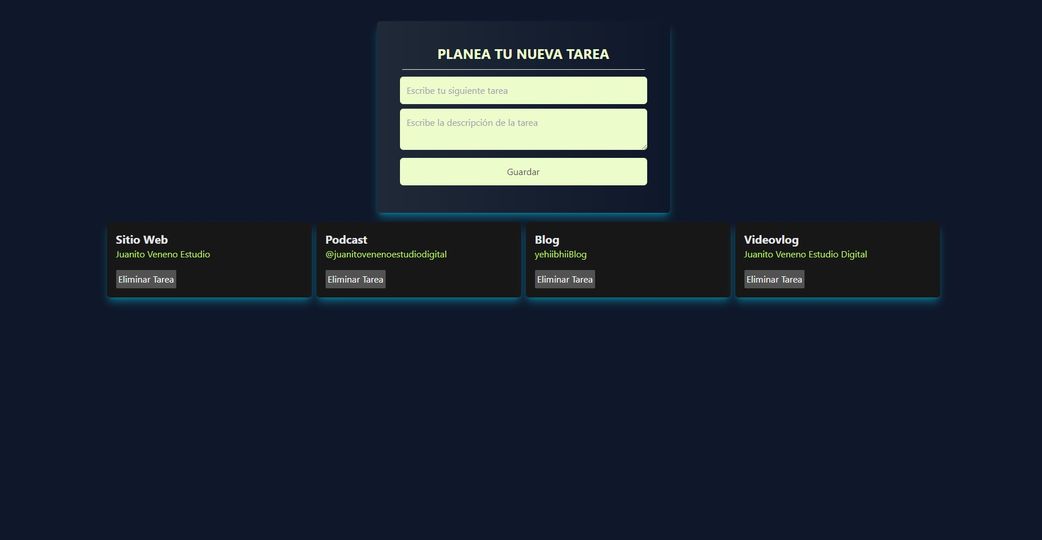 PLANEA TU NUEVA TAREA
Escribe tu siguiente tarea
Escribe la descripción de la tarea
Guardar
Sitio Web
Juanito Veneno Estudio
Eliminar Tarea
Podcast
@juanitovenenoestudiodigital
Eliminar Tarea
Blog
yehiibhiiBlog
Eliminar Tarea
Videovlog
Juanito Veneno Estudio Digital
Eliminar Tarea